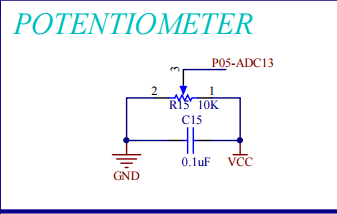 POTENTIOMETER
3
P05-ADC13
2
1
R15 10K
C15
0.1uF
VCC
GND